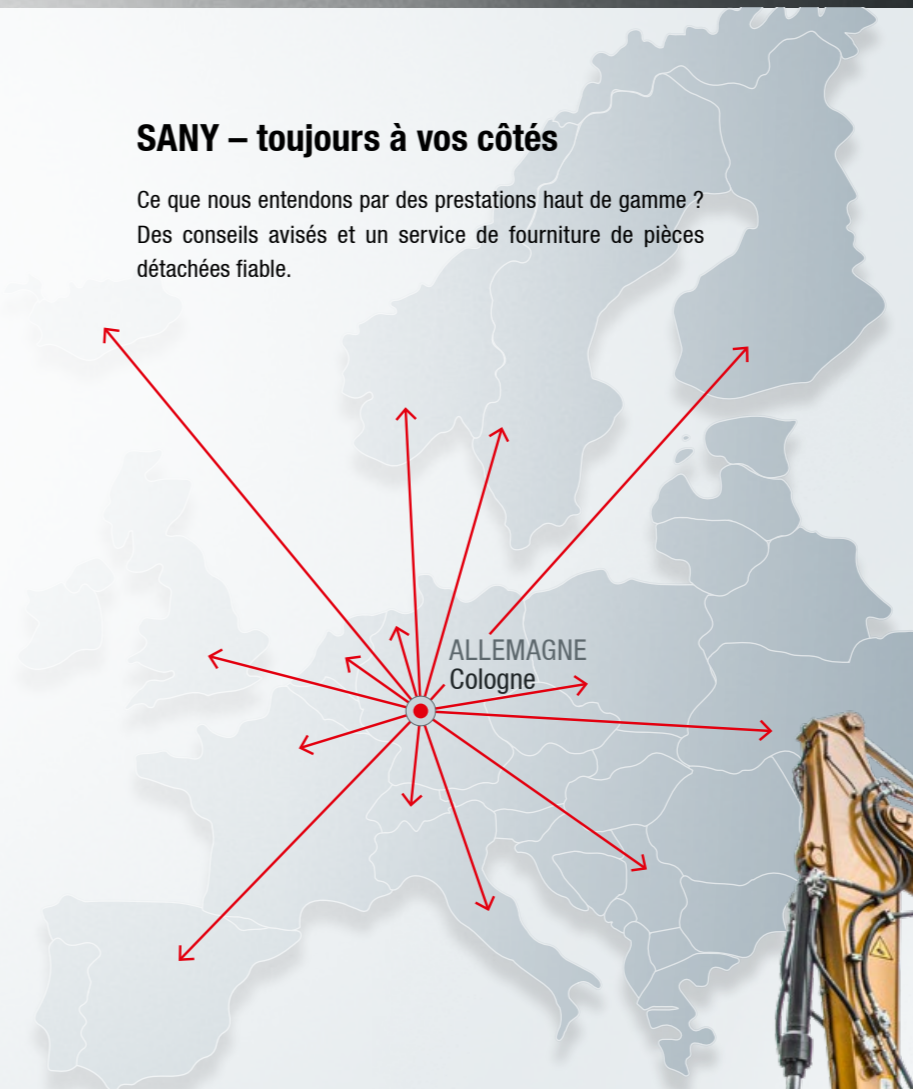 SANY – toujours à vos côtés
Ce que nous entendons par des prestations haut de gamme ?
Des conseils avisés et un service de fourniture de pièces
détachées fiable.
ALLEMAGNE
Cologne